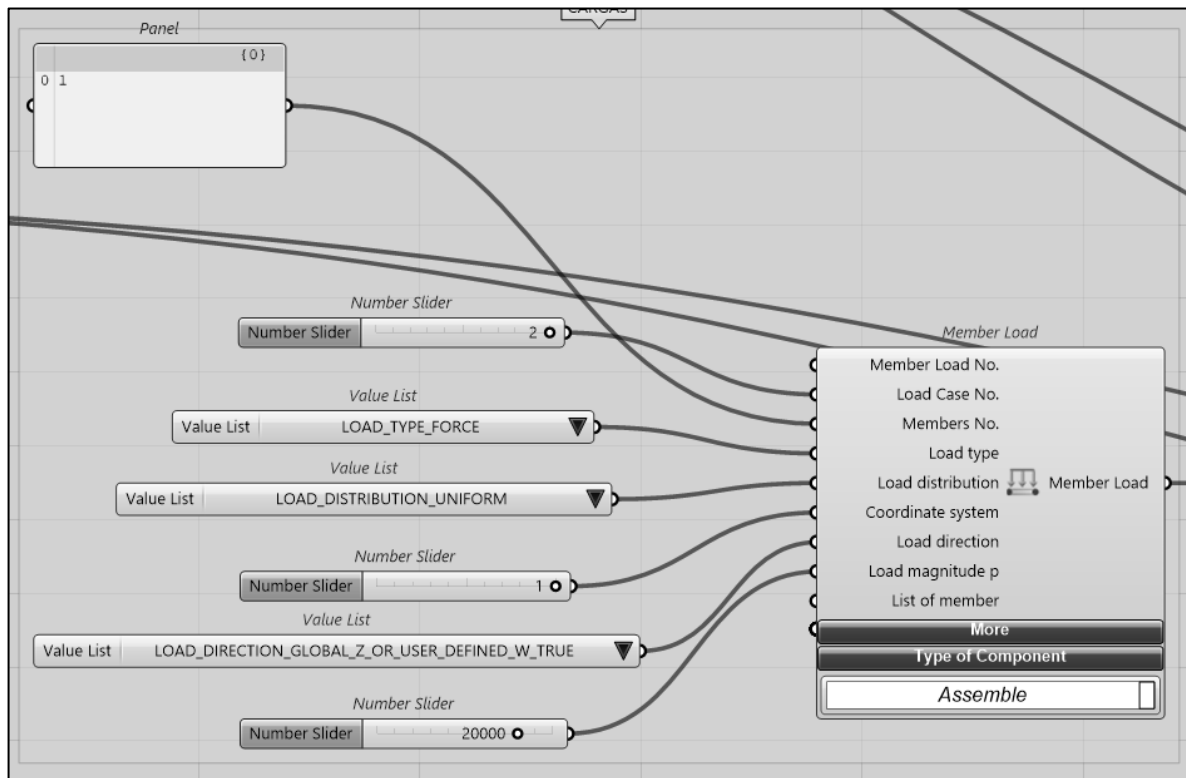 CARGAS
Panel
{0}
0 1
Number Slider
Number Slider 2
Value List
Value List LOAD_TYPE_FORCE
Value List
Value List LOAD_DISTRIBUTION_UNIFORM
Number Slider
Number Slider 1
Value List
Value List LOAD_DIRECTION_GLOBAL_Z_OR_USER_DEFINED_W_TRUE
Number Slider
Number Slider 20000
Member Load
Member Load No.
Load Case No.
Members No.
Load type
Load distribution
Member Load
Coordinate system
Load direction
Load magnitude p
List of member
More
Type of Component
Assemble